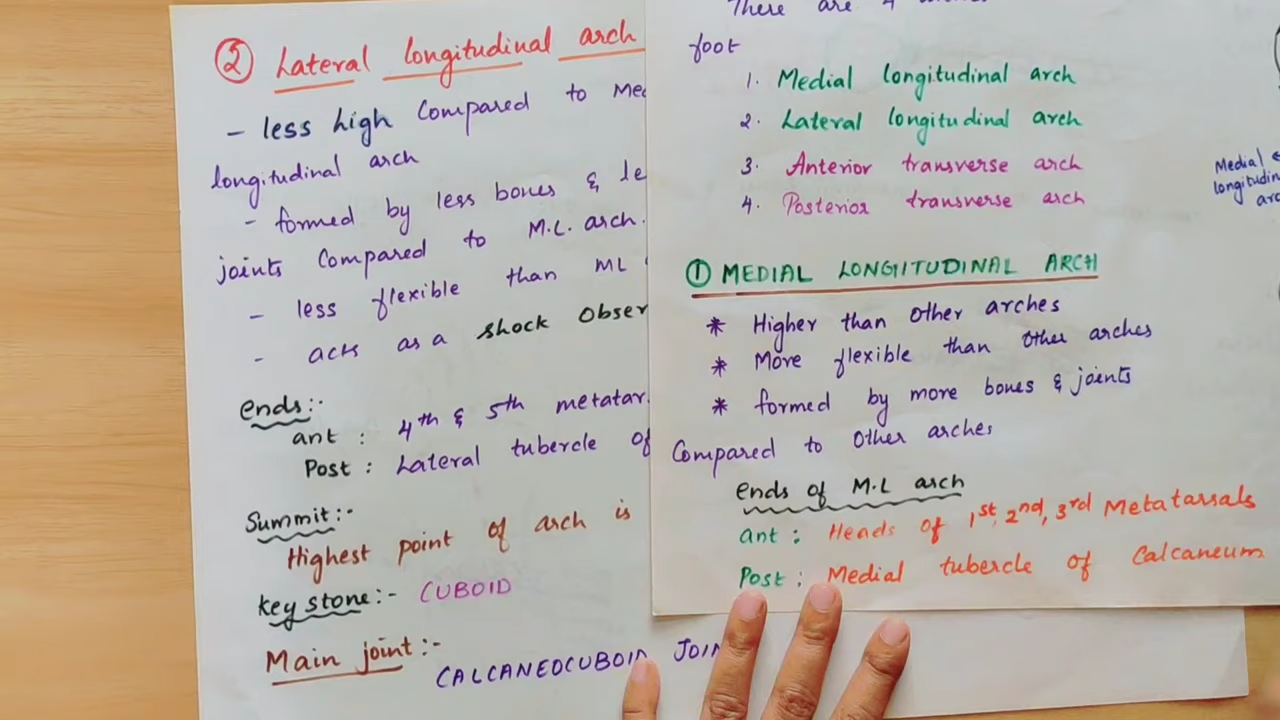 ② Lateral longitudinal arch
- less high compared to
longitudinal arch
- formed by less bones &
joints compared to M.L. arch.
- less flexible than ML
- acts as a shock obser
Ends:-
ant : 4th & 5th metatar
Post : Lateral tubercle of
Summit:-
Highest point of arch is
key stone:- CUBOID
Main joint:-
CALCANEOCUBOID JOIN
There are 4
foot
1. Medial longitudinal arch
2. Lateral longitudinal arch
3. Anterior transverse arch
4. Posterior transverse arch
① MEDIAL LONGITUDINAL ARCH
* Higher than other arches
* More flexible than other arches
* formed by more bones & joints
Compared to other arches
ends of M.L arch
ant : Heads of 1st, 2nd, 3rd Metatarsals
Post : Medial tubercle of Calcaneum
Medial
longitudin
arc